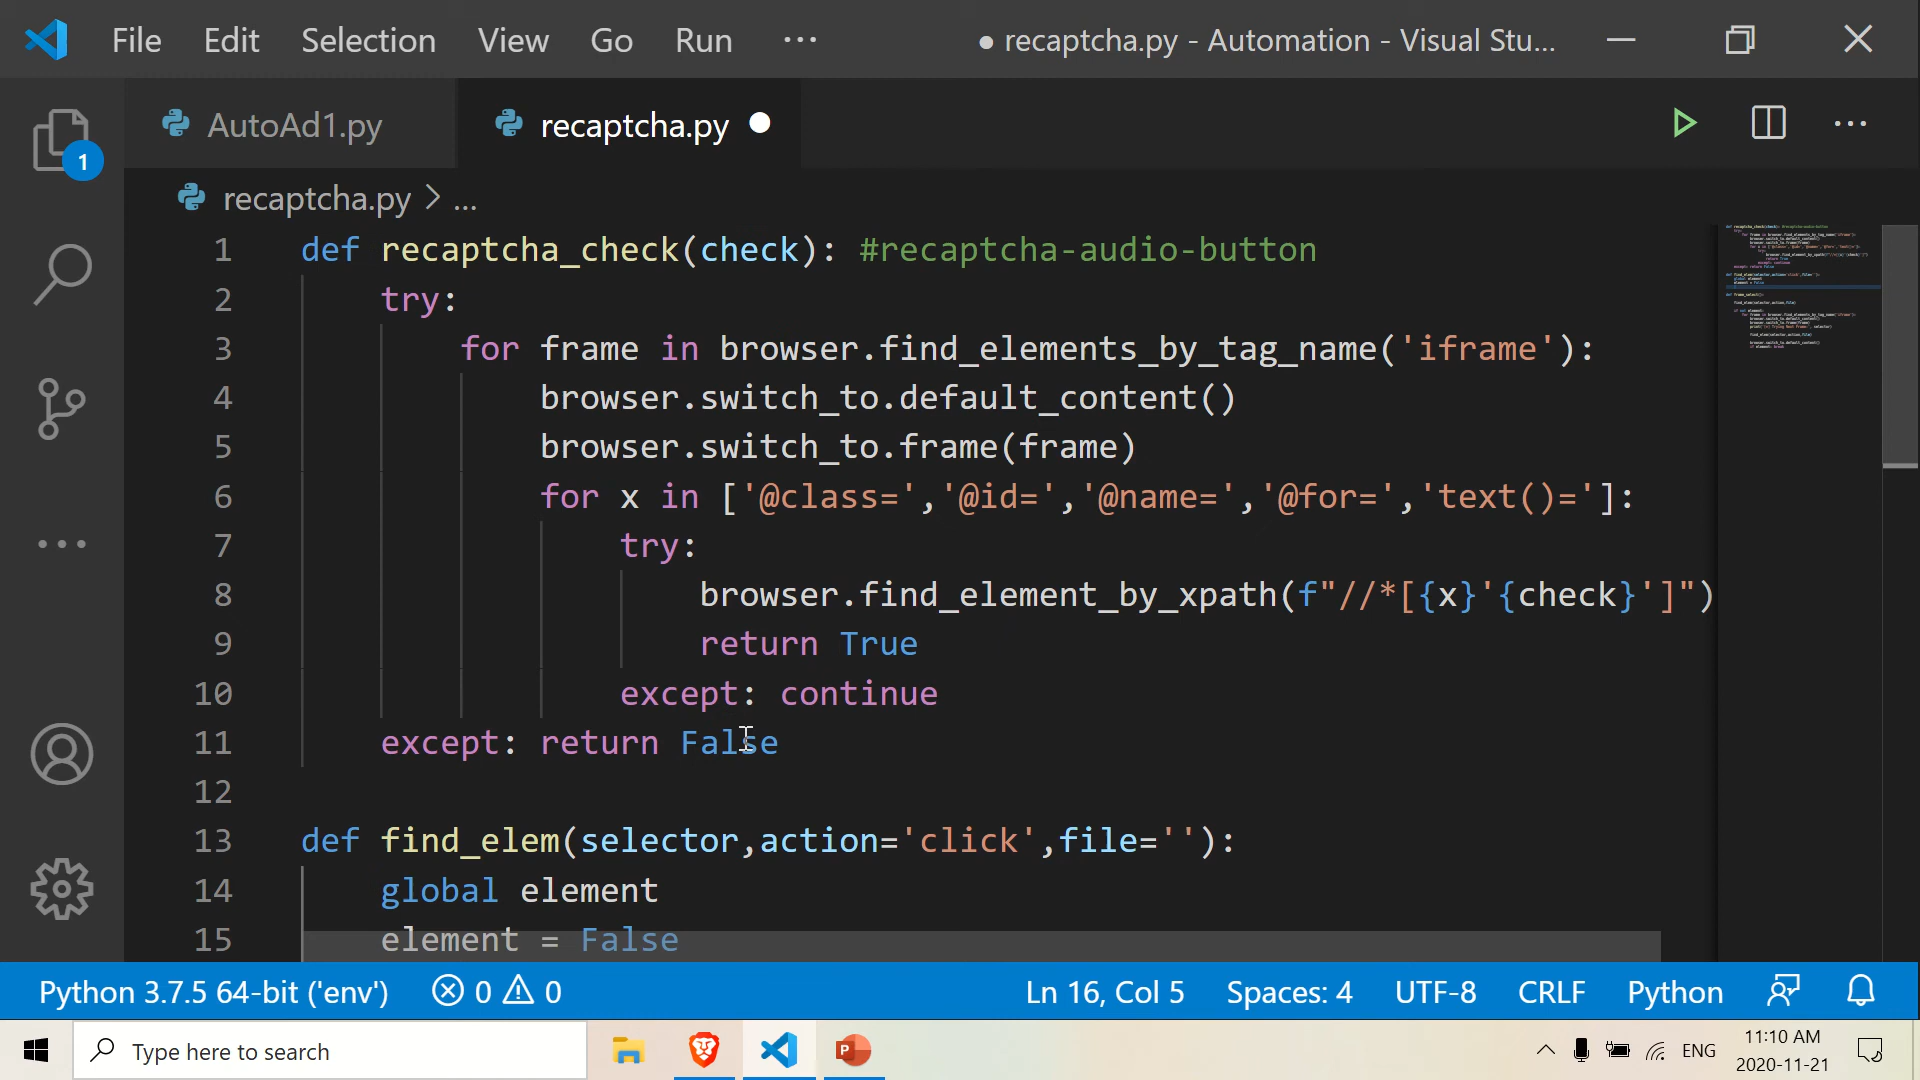 File Edit Selection View Go Run ··· ● recaptcha.py - Automation - Visual Stu...
AutoAd1.py recaptcha.py ●
1
recaptcha.py > ...
1 def recaptcha_check(check): #recaptcha-audio-button
2 try:
3 for frame in browser.find_elements_by_tag_name('iframe'):
4 browser.switch_to.default_content()
5 browser.switch_to.frame(frame)
6 for x in ['@class=','@id=','@name=','@for=','text()=']:
7 try:
8 browser.find_element_by_xpath(f"//*[{x}'{check}']")
9 return True
10 except: continue
11 except: return False
12
13 def find_elem(selector,action='click',file=''):
14 global element
15 element = False
Python 3.7.5 64-bit ('env') 0 0 Ln 16, Col 5 Spaces: 4 UTF-8 CRLF Python
Type here to search ENG 11:10 AM
2020-11-21